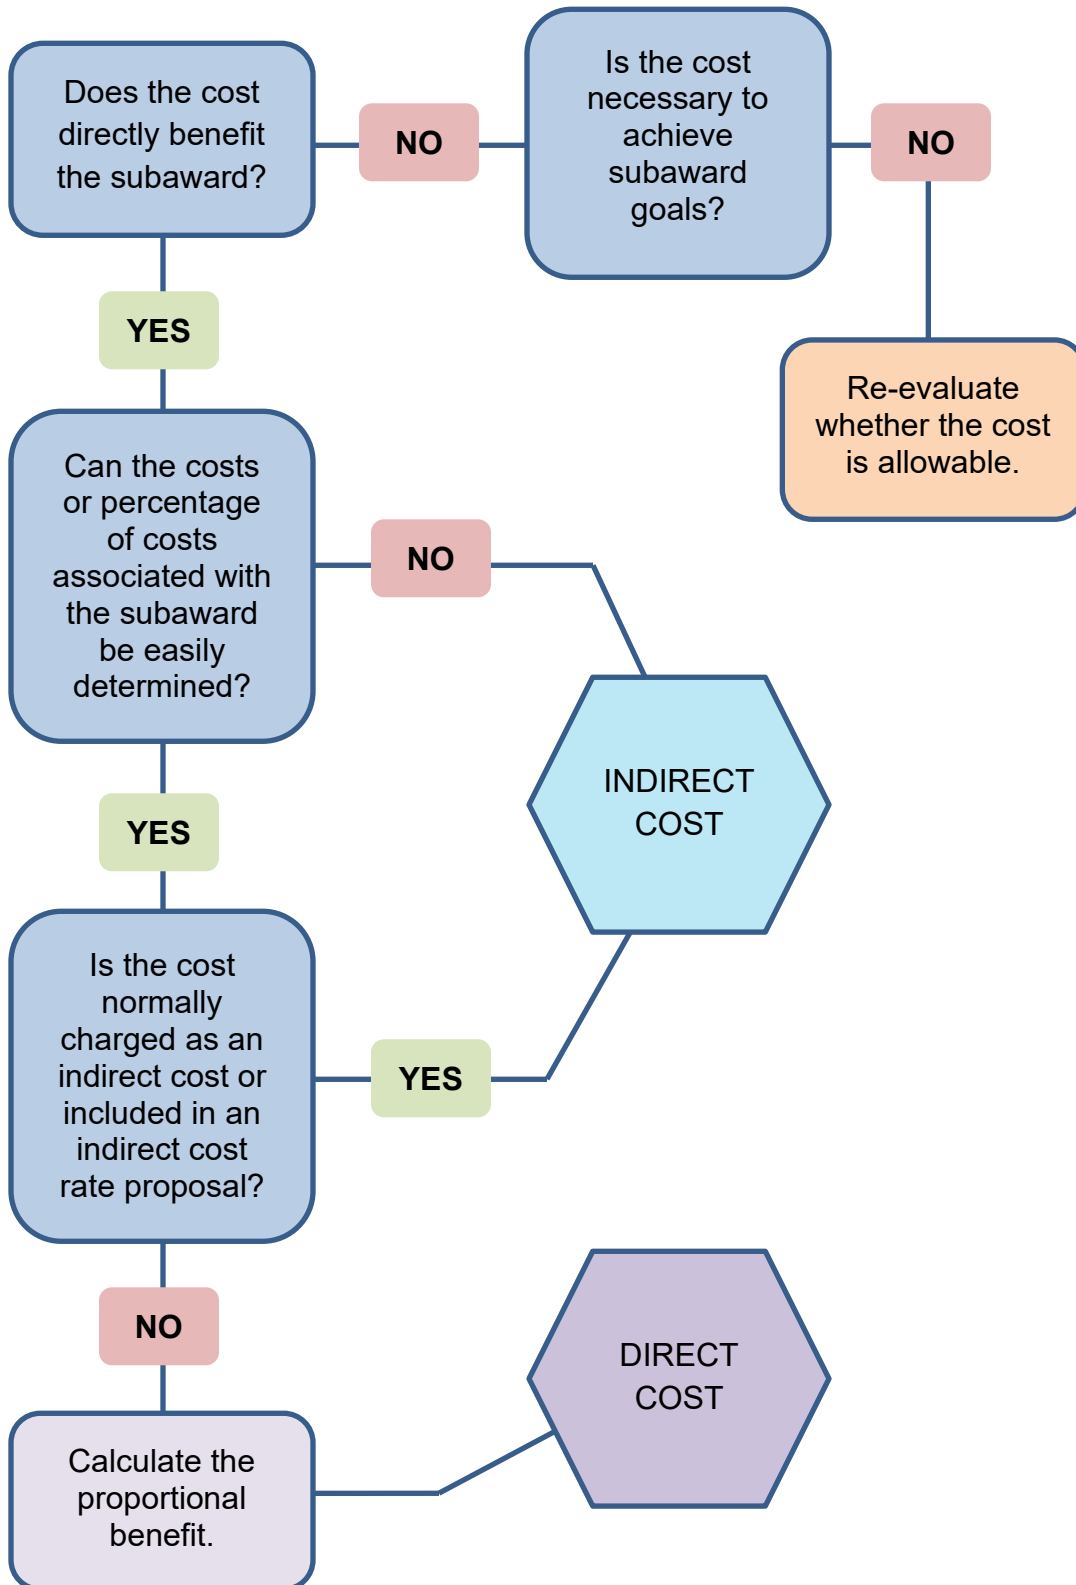 Does the cost
directly benefit
the subaward?
NO
Is the cost
necessary to
achieve
subaward
goals?
NO
Re-evaluate
whether the cost
is allowable.
YES
Can the costs
or percentage
of costs
associated with
the subaward
be easily
determined?
NO
INDIRECT
COST
YES
Is the cost
normally
charged as an
indirect cost or
included in an
indirect cost
rate proposal?
YES
NO
DIRECT
COST
Calculate the
proportional
benefit.